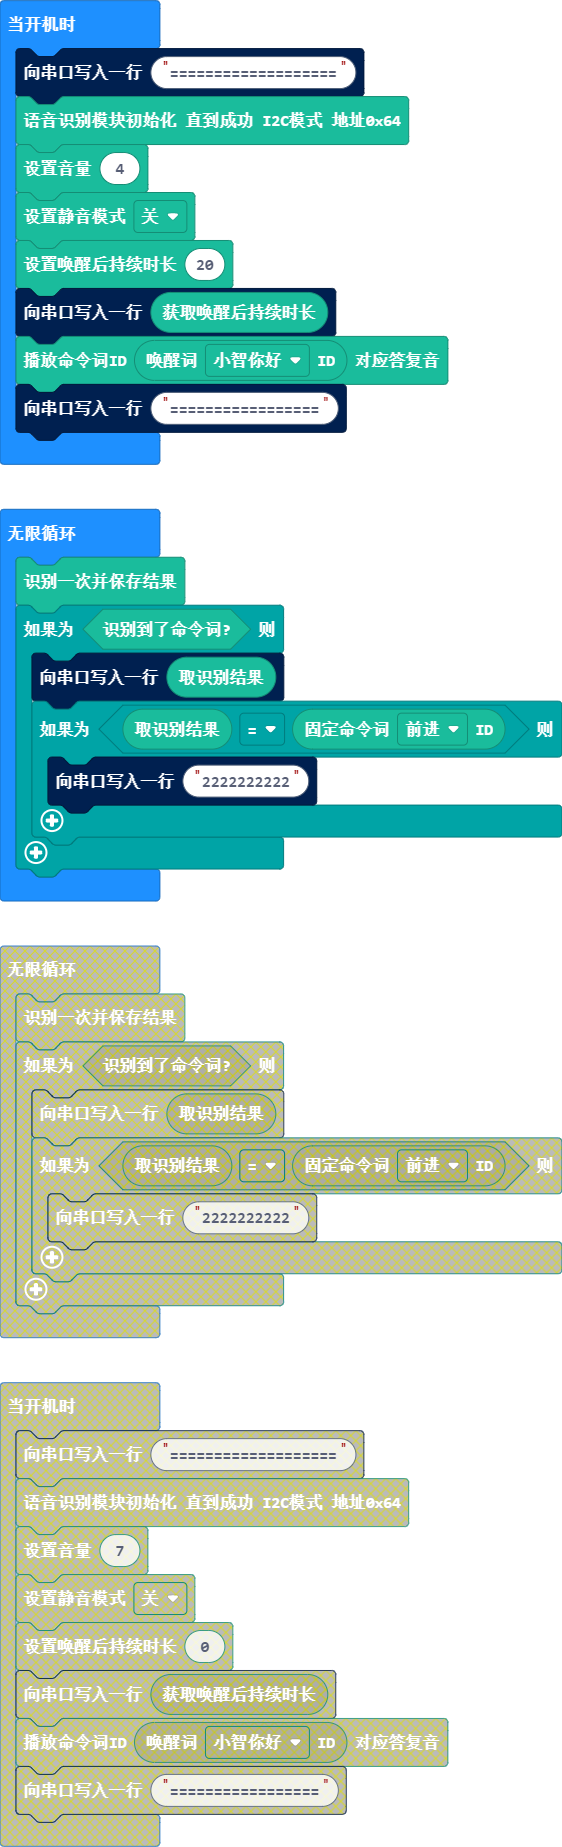 当开机时
向串口写入一行 "==================="
语音识别模块初始化 直到成功 I2C模式 地址0x64
设置音量 4
设置静音模式 关
设置唤醒后持续时长 20
向串口写入一行 获取唤醒后持续时长
播放命令词ID 唤醒词 小智你好 ID 对应答复音
向串口写入一行 "================="
无限循环
识别一次并保存结果
如果为 识别到了命令词? 则
向串口写入一行 取识别结果
如果为 取识别结果 = 固定命令词 前进 ID 则
向串口写入一行 "2222222222"
无限循环
识别一次并保存结果
如果为 识别到了命令词? 则
向串口写入一行 取识别结果
如果为 取识别结果 = 固定命令词 前进 ID 则
向串口写入一行 "2222222222"
当开机时
向串口写入一行 "==================="
语音识别模块初始化 直到成功 I2C模式 地址0x64
设置音量 7
设置静音模式 关
设置唤醒后持续时长 0
向串口写入一行 获取唤醒后持续时长
播放命令词ID 唤醒词 小智你好 ID 对应答复音
向串口写入一行 "================="